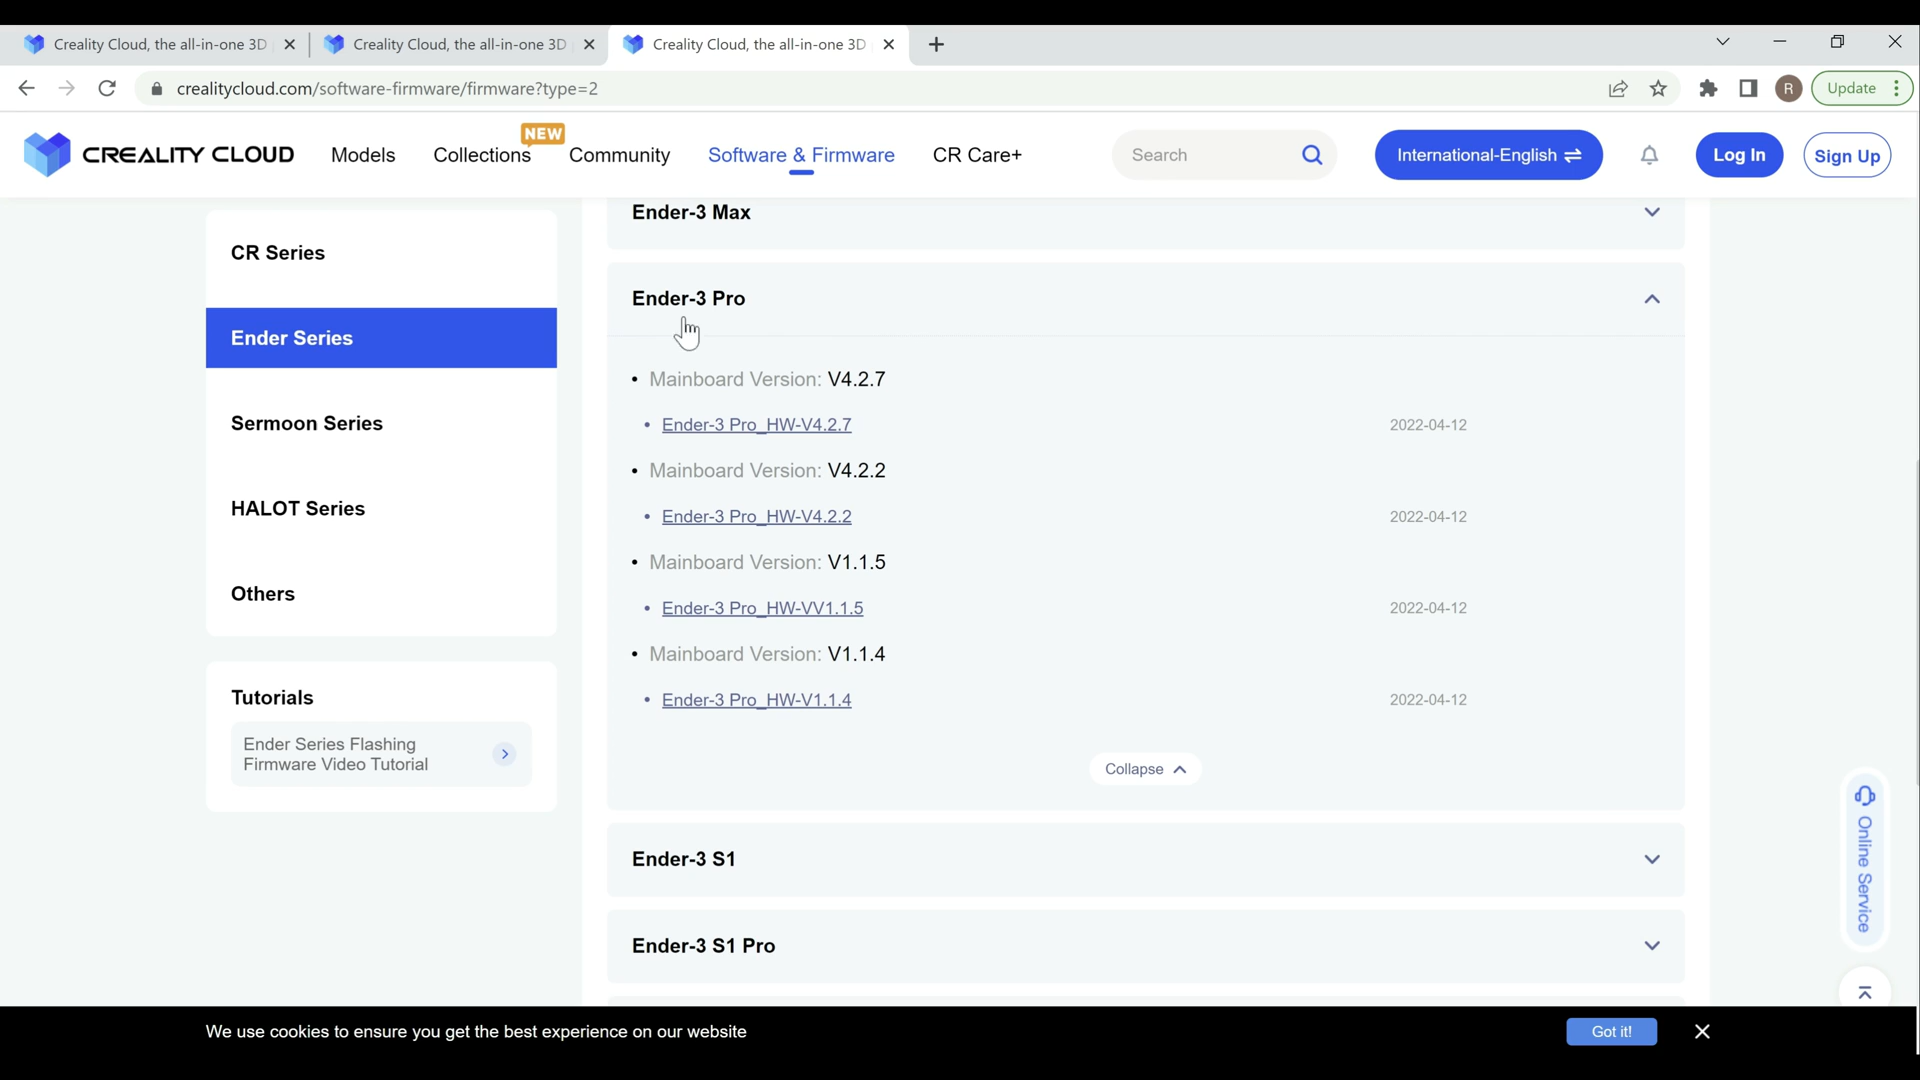 Creality Cloud, the all-in-one 3D
Creality Cloud, the all-in-one 3D
Creality Cloud, the all-in-one 3D
crealitycloud.com/software-firmware/firmware?type=2
R
Update
CREALITY CLOUD
Models
Collections
NEW
Community
Software & Firmware
CR Care+
Search
International-English
Log In
Sign Up
CR Series
Ender Series
Sermoon Series
HALOT Series
Others
Tutorials
Ender Series Flashing
Firmware Video Tutorial
Ender-3 Max
Ender-3 Pro
• Mainboard Version: V4.2.7
• Ender-3 Pro_HW-V4.2.7 2022-04-12
• Mainboard Version: V4.2.2
• Ender-3 Pro_HW-V4.2.2 2022-04-12
• Mainboard Version: V1.1.5
• Ender-3 Pro_HW-VV1.1.5 2022-04-12
• Mainboard Version: V1.1.4
• Ender-3 Pro_HW-V1.1.4 2022-04-12
Collapse
Ender-3 S1
Ender-3 S1 Pro
Online Service
We use cookies to ensure you get the best experience on our website
Got it!